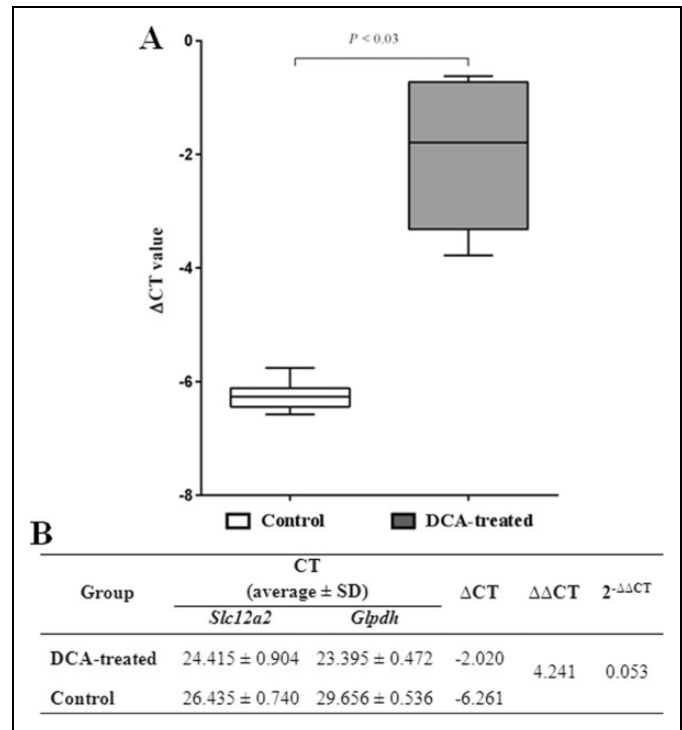 A
P < 0.03
0
-2
-4
-6
-8
ΔCT value
Control
DCA-treated
B
Group
CT
(average ± SD)
ΔCT
ΔΔCT
2-ΔΔCT
Slc12a2
Glpdh
DCA-treated
24.415 ± 0.904
23.395 ± 0.472
-2.020
4.241
0.053
Control
26.435 ± 0.740
29.656 ± 0.536
-6.261